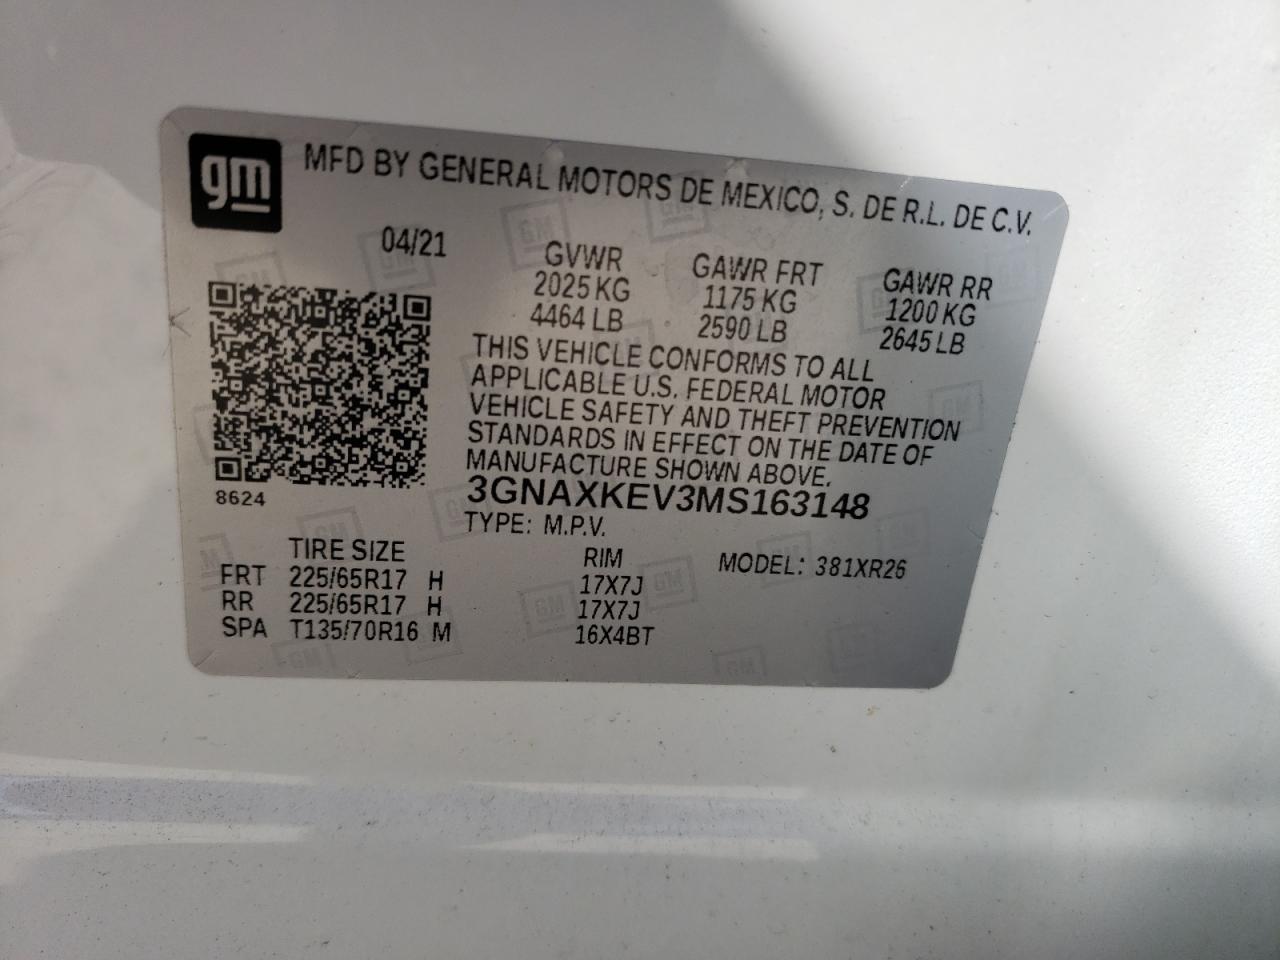 gm
MFD BY GENERAL MOTORS DE MEXICO, S. DE R.L. DE C.V.
04/21
GVWR
2025 KG
4464 LB
GAWR FRT
1175 KG
2590 LB
GAWR RR
1200 KG
2645 LB
THIS VEHICLE CONFORMS TO ALL
APPLICABLE U.S. FEDERAL MOTOR
VEHICLE SAFETY AND THEFT PREVENTION
STANDARDS IN EFFECT ON THE DATE OF
MANUFACTURE SHOWN ABOVE.
8624
3GNAXKEV3MS163148
TYPE: M.P.V.
TIRE SIZE RIM MODEL: 381XR26
FRT 225/65R17 H 17X7J
RR 225/65R17 H 17X7J
SPA T135/70R16 M 16X4BT